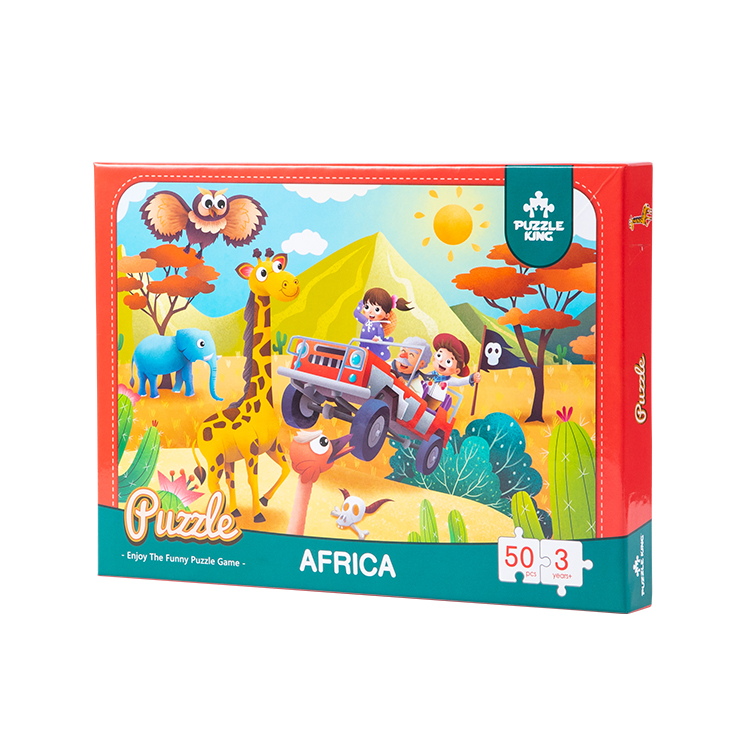 PUZZLE
KING
Puzzle
- Enjoy The Funny Puzzle Game -
AFRICA
50
pcs
3
years+
Puzzle
PUZZLE KING